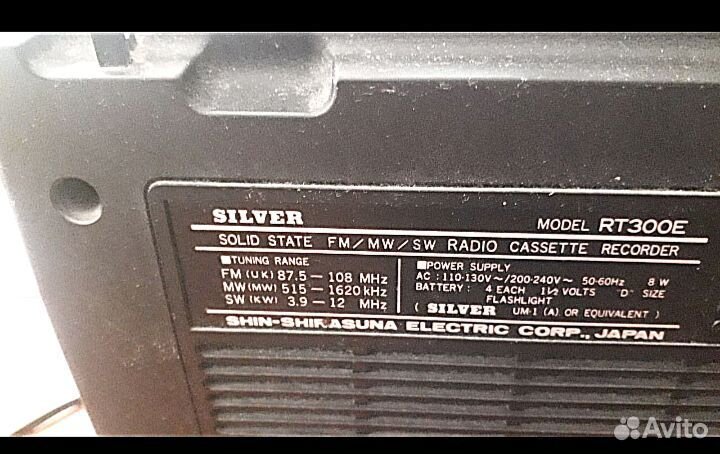 SILVER MODEL RT300E
SOLID STATE FM/MW/SW RADIO CASSETTE RECORDER
■TUNING RANGE
FM (UK) 87.5 — 108 MHz
MW (MW) 515 — 1620 kHz
SW (KW) 3.9 — 12 MHz
■POWER SUPPLY
AC : 110-130V~/200-240V~ 50-60Hz 8W
BATTERY : 4 EACH 1½ VOLTS "D" SIZE
FLASHLIGHT
( SILVER UM-1 (A) OR EQUIVALENT )
SHIN-SHIRASUNA ELECTRIC CORP., JAPAN
Avito